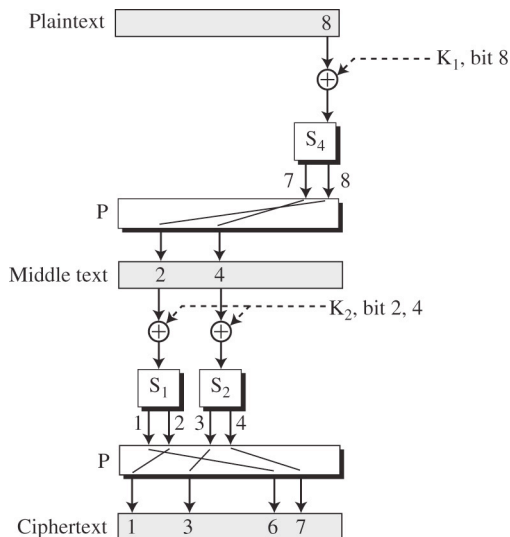 Plaintext 8
K₁, bit 8
S₄
7 8
P
Middle text 2 4
K₂, bit 2, 4
S₁ S₂
1 2 3 4
P
Ciphertext 1 3 6 7